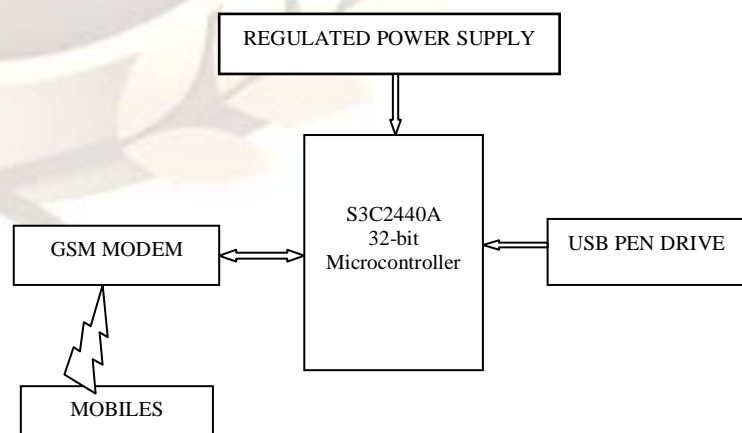 REGULATED POWER SUPPLY
S3C2440A
32-bit
Microcontroller
GSM MODEM
USB PEN DRIVE
MOBILES